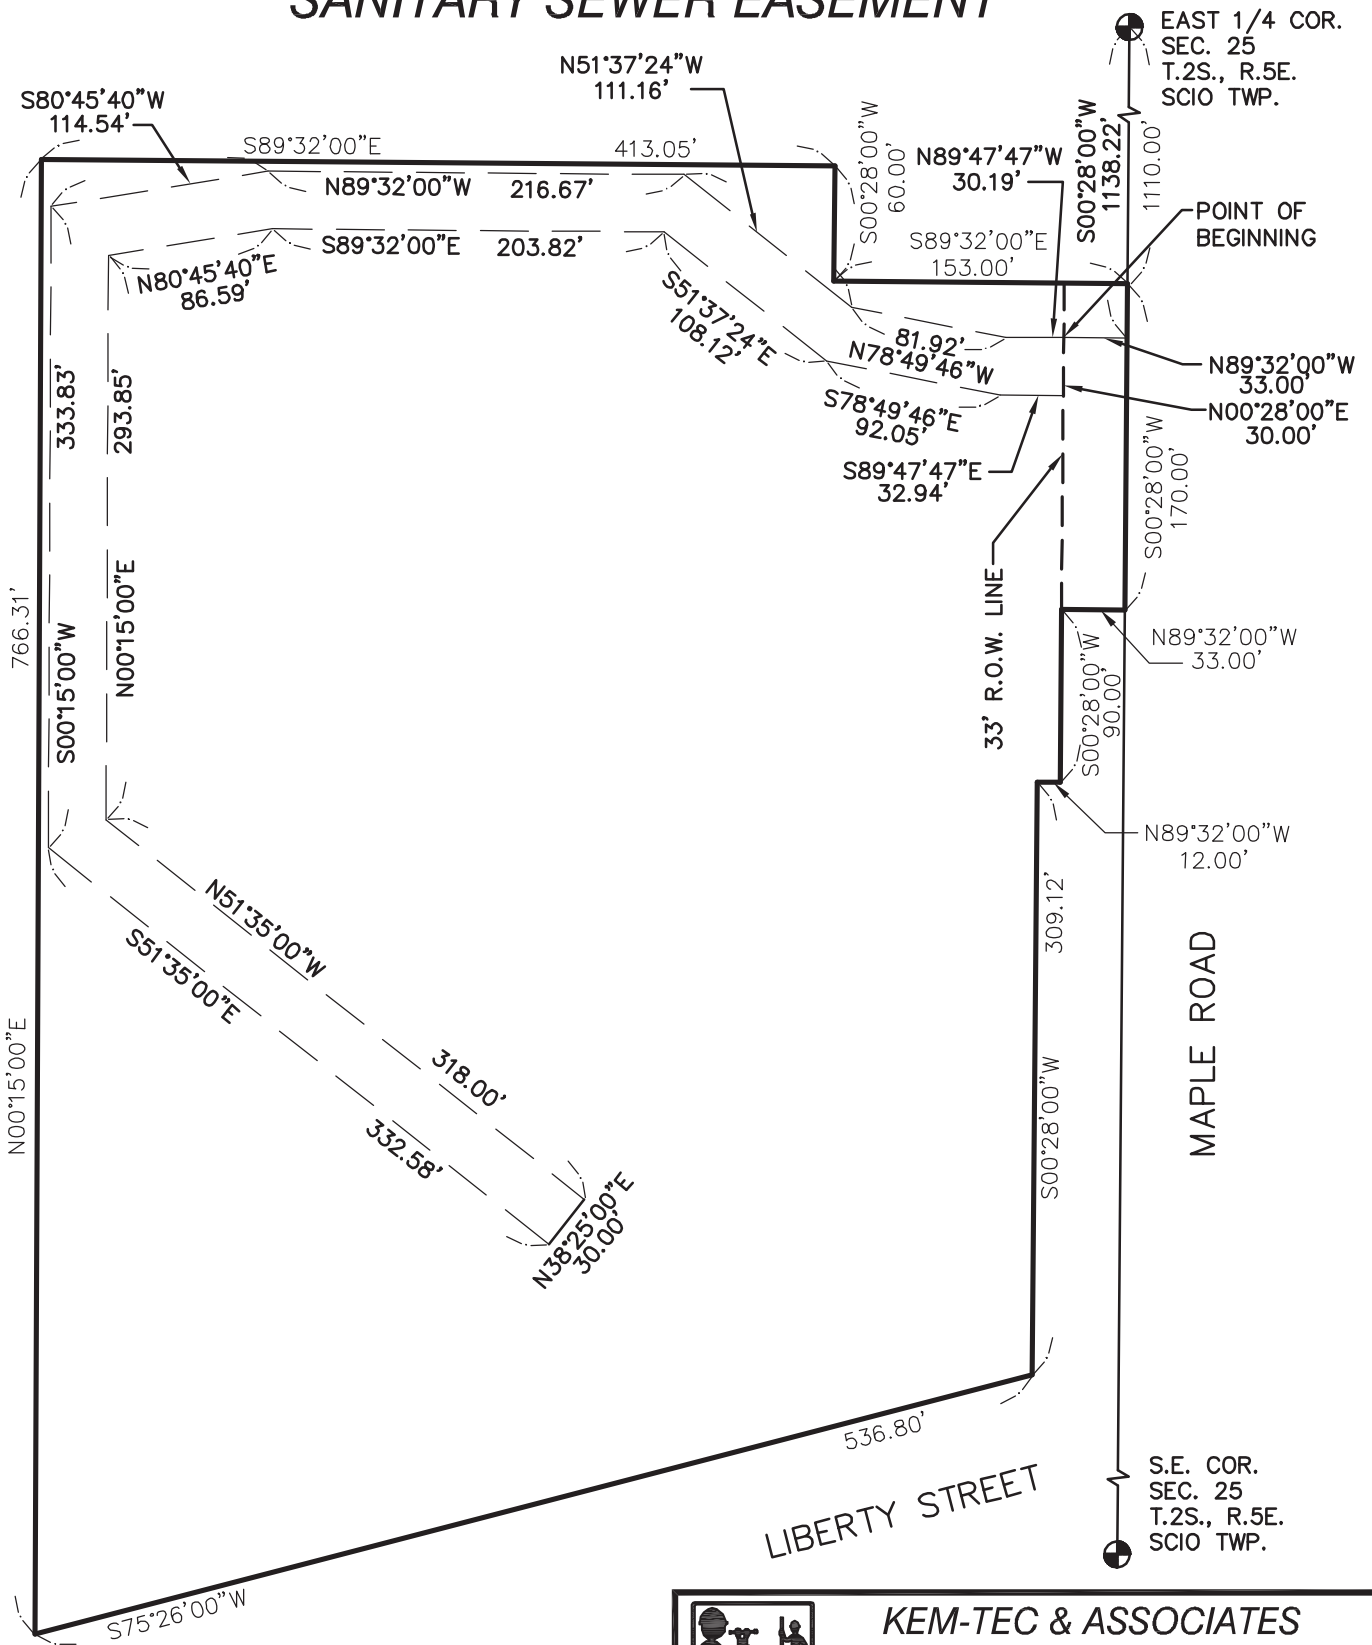 SANITARY SEWER EASEMENT
EAST 1/4 COR.
SEC. 25
T.2S., R.5E.
SCIO TWP.
N51°37'24"W
111.16'
S80°45'40"W
114.54'
S89°32'00"E
413.05'
S00°28'00"W
60.00'
N89°47'47"W
30.19'
S00°28'00"W
1138.22'
1110.00'
N89°32'00"W
216.67'
POINT OF
BEGINNING
S89°32'00"E
153.00'
S89°32'00"E
203.82'
N80°45'40"E
86.59'
S51°37'24"E
108.12'
81.92'
N78°49'46"W
N89°32'00"W
33.00'
N00°28'00"E
30.00'
S78°49'46"E
92.05'
S89°47'47"E
32.94'
333.83'
293.85'
S00°28'00"W
170.00'
766.31'
S00°15'00"W
N00°15'00"E
33' R.O.W. LINE
N89°32'00"W
33.00'
S00°28'00"W
90.00'
N89°32'00"W
12.00'
309.12'
N51°35'00"W
S51°35'00"E
MAPLE ROAD
N00°15'00"E
318.00'
332.58'
S00°28'00"W
N38°25'00"E
30.00'
536.80'
LIBERTY STREET
S.E. COR.
SEC. 25
T.2S., R.5E.
SCIO TWP.
S75°26'00"W
KEM-TEC & ASSOCIATES